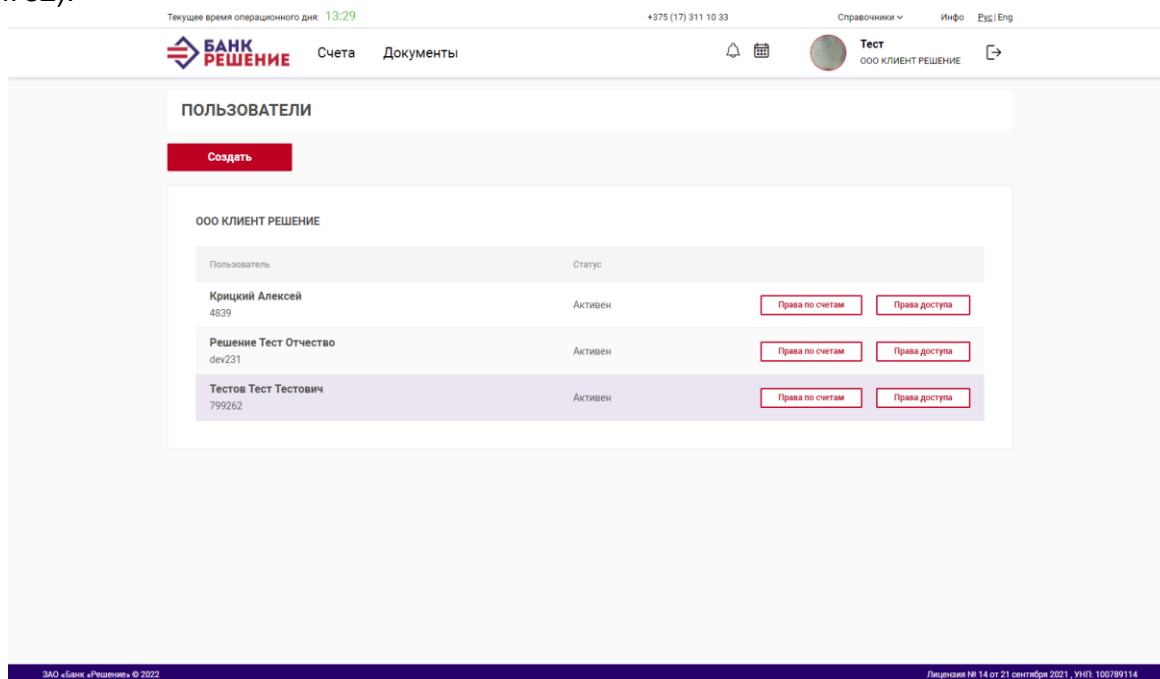 Текущее время операционного дня: 13:29 +375 (17) 311 10 33 Справочники Инфо Рус | Eng
БАНК РЕШЕНИЕ Счета Документы Тест
ООО КЛИЕНТ РЕШЕНИЕ
ПОЛЬЗОВАТЕЛИ
Создать
ООО КЛИЕНТ РЕШЕНИЕ
Пользователь Статус
Крицкий Алексей
4839 Активен Права по счетам Права доступа
Решение Тест Отчество
dev231 Активен Права по счетам Права доступа
Тестов Тест Тестович
799262 Активен Права по счетам Права доступа
ЗАО «Банк «Решение» © 2022 Лицензия № 14 от 21 сентября 2021 , УНП: 100789114